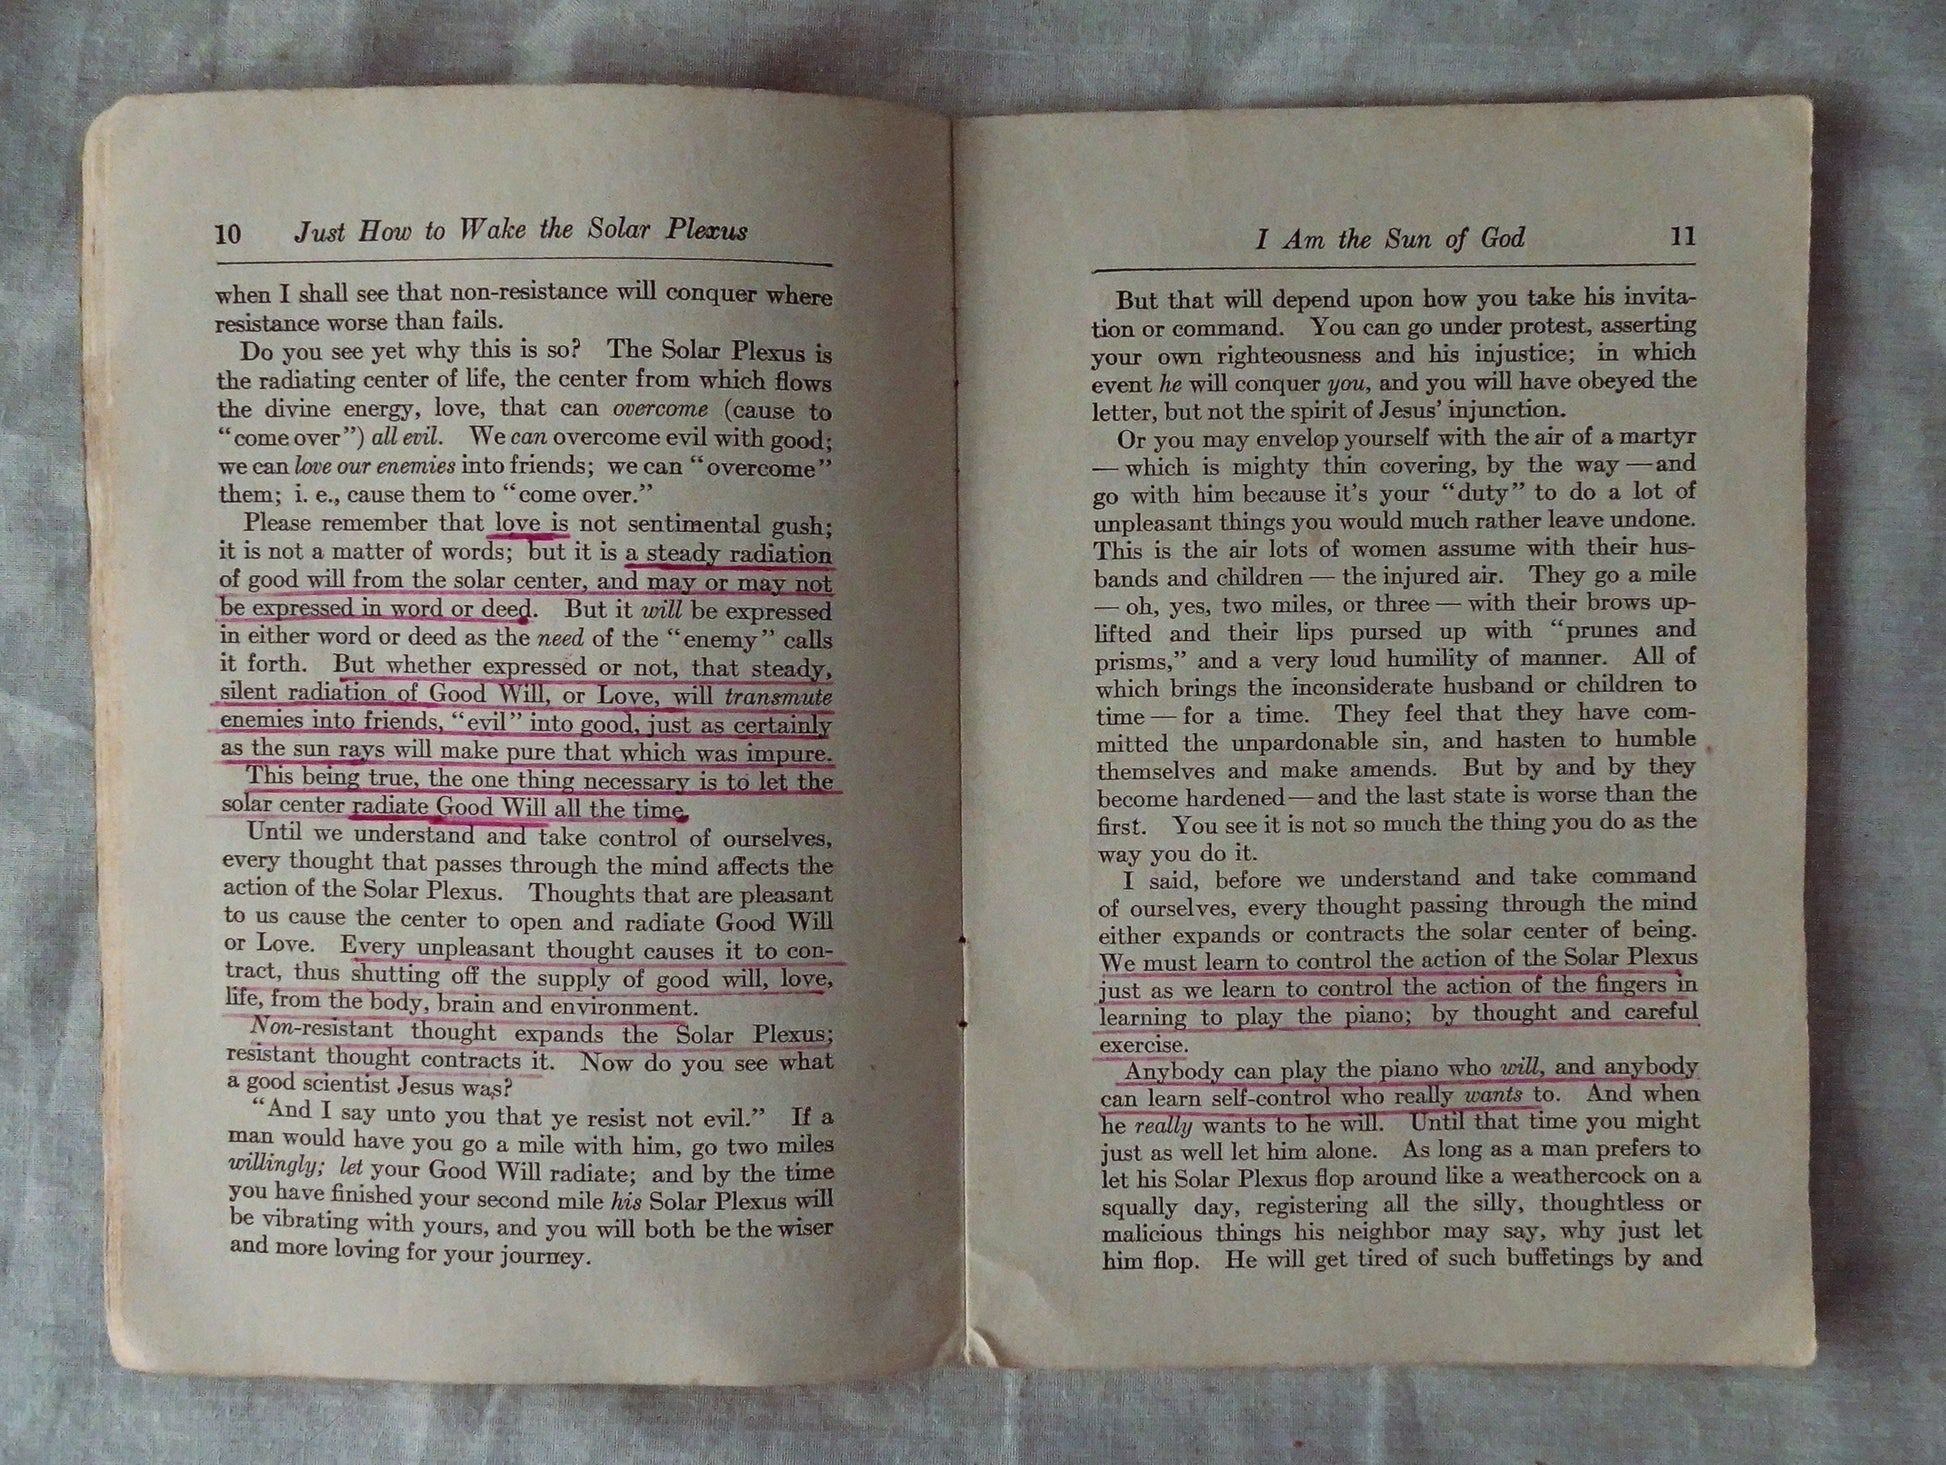 10 Just How to Wake the Solar Plexus
when I shall see that non-resistance will conquer where
resistance worse than fails.
Do you see yet why this is so? The Solar Plexus is
the radiating center of life, the center from which flows
the divine energy, love, that can overcome (cause to
“come over”) all evil. We can overcome evil with good;
we can love our enemies into friends; we can “overcome”
them; i. e., cause them to “come over.”
Please remember that love is not sentimental gush;
it is not a matter of words; but it is a steady radiation
of good will from the solar center, and may or may not
be expressed in word or deed. But it will be expressed
in either word or deed as the need of the “enemy” calls
it forth. But whether expressed or not, that steady,
silent radiation of Good Will, or Love, will transmute
enemies into friends, “evil” into good, just as certainly
as the sun rays will make pure that which was impure.
This being true, the one thing necessary is to let the
solar center radiate Good Will all the time.
Until we understand and take control of ourselves,
every thought that passes through the mind affects the
action of the Solar Plexus. Thoughts that are pleasant
to us cause the center to open and radiate Good Will
or Love. Every unpleasant thought causes it to con-
tract, thus shutting off the supply of good will, love,
life, from the body, brain and environment.
Non-resistant thought expands the Solar Plexus;
resistant thought contracts it. Now do you see what
a good scientist Jesus was?
“And I say unto you that ye resist not evil.” If a
man would have you go a mile with him, go two miles
willingly; let your Good Will radiate; and by the time
you have finished your second mile his Solar Plexus will
be vibrating with yours, and you will both be the wiser
and more loving for your journey.
I Am the Sun of God 11
But that will depend upon how you take his invita-
tion or command. You can go under protest, asserting
your own righteousness and his injustice; in which
event he will conquer you, and you will have obeyed the
letter, but not the spirit of Jesus’ injunction.
Or you may envelop yourself with the air of a martyr
— which is mighty thin covering, by the way — and
go with him because it’s your “duty” to do a lot of
unpleasant things you would much rather leave undone.
This is the air lots of women assume with their hus-
bands and children — the injured air. They go a mile
— oh, yes, two miles, or three — with their brows up-
lifted and their lips pursed up with “prunes and
prisms,” and a very loud humility of manner. All of
which brings the inconsiderate husband or children to
time — for a time. They feel that they have com-
mitted the unpardonable sin, and hasten to humble
themselves and make amends. But by and by they
become hardened — and the last state is worse than the
first. You see it is not so much the thing you do as the
way you do it.
I said, before we understand and take command
of ourselves, every thought passing through the mind
either expands or contracts the solar center of being.
We must learn to control the action of the Solar Plexus
just as we learn to control the action of the fingers in
learning to play the piano; by thought and careful
exercise.
Anybody can play the piano who will, and anybody
can learn self-control who really wants to. And when
he really wants to he will. Until that time you might
just as well let him alone. As long as a man prefers to
let his Solar Plexus flop around like a weathercock on a
squally day, registering all the silly, thoughtless or
malicious things his neighbor may say, why just let
him flop. He will get tired of such buffetings by and